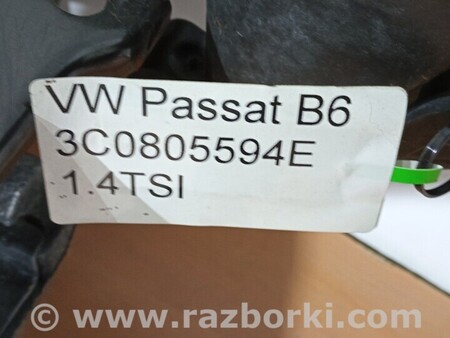 VW Passat B6
3C0805594E
1.4TSI
www.razborki.com